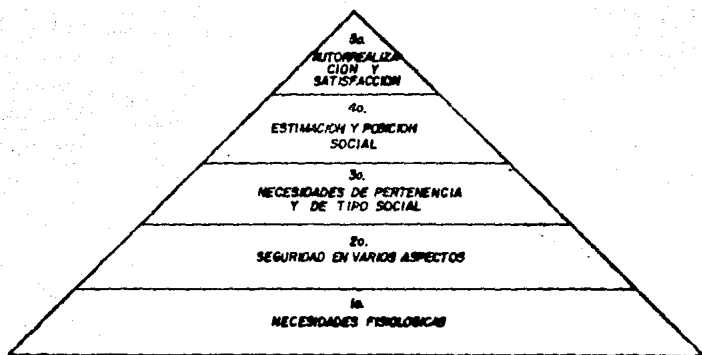 5o.
AUTORREALIZA
CION Y
SATISFACCION
4o.
ESTIMACION Y POSICION
SOCIAL
3o.
NECESIDADES DE PERTENENCIA
Y DE TIPO SOCIAL
2o.
SEGURIDAD EN VARIOS ASPECTOS
1o.
NECESIDADES FISIOLOGICAS